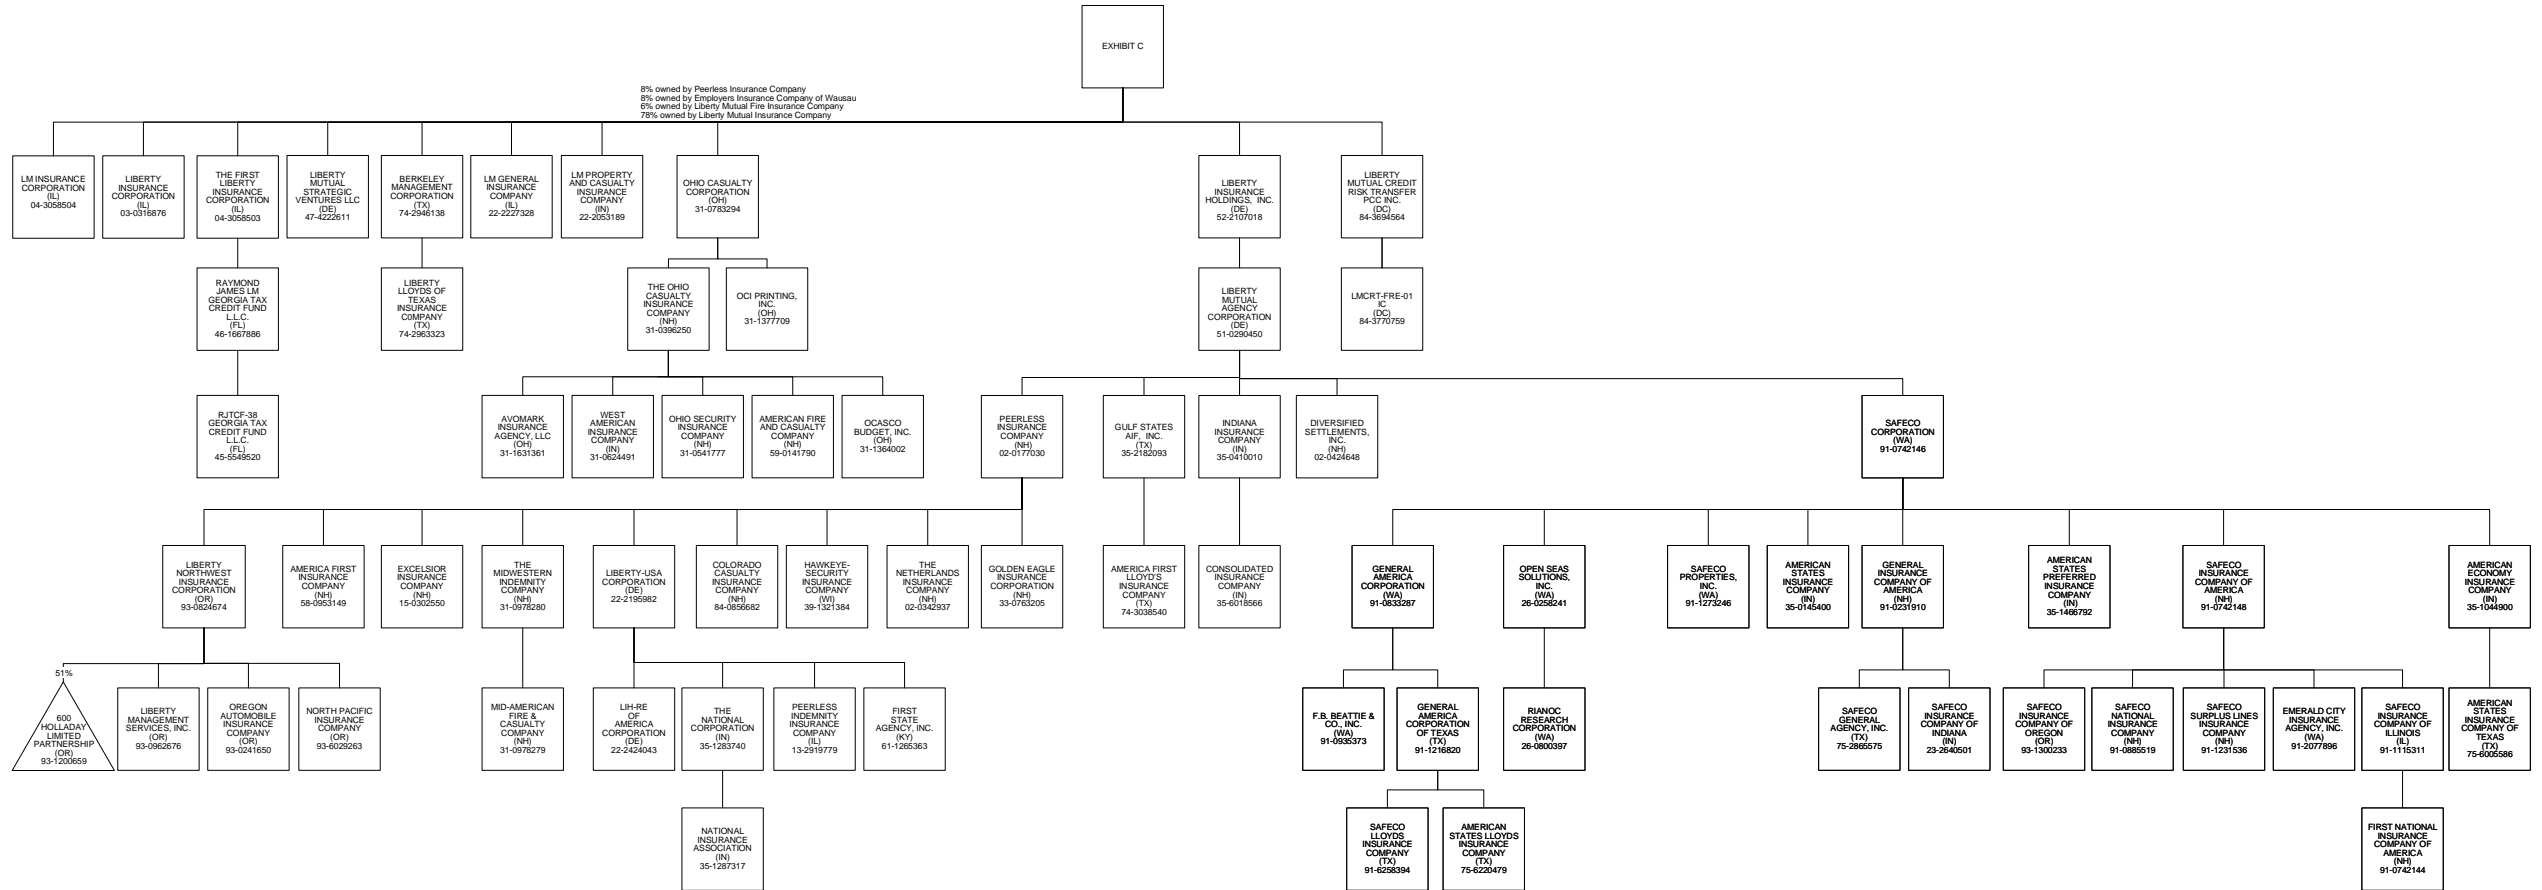 EXHIBIT C
8% owned by Peerless Insurance Company
8% owned by Employers Insurance Company of Wausau
6% owned by Liberty Mutual Fire Insurance Company
78% owned by Liberty Mutual Insurance Company
LM INSURANCE
CORPORATION
(IL)
04-3058504
LIBERTY
INSURANCE
CORPORATION
(IL)
03-0316876
THE FIRST
LIBERTY
INSURANCE
CORPORATION
(IL)
04-3058503
LIBERTY
MUTUAL
STRATEGIC
VENTURES LLC
(DE)
47-4222611
BERKELEY
MANAGEMENT
CORPORATION
(TX)
74-2946138
LM GENERAL
INSURANCE
COMPANY
(IL)
22-2227328
LM PROPERTY
AND CASUALTY
INSURANCE
COMPANY
(IN)
22-2053189
OHIO CASUALTY
CORPORATION
(OH)
31-0783294
LIBERTY
INSURANCE
HOLDINGS, INC.
(DE)
52-2107018
LIBERTY
MUTUAL CREDIT
RISK TRANSFER
PCC INC.
(DC)
84-3694564
RAYMOND
JAMES LM
GEORGIA TAX
CREDIT FUND
L.L.C.
(FL)
46-1667886
LIBERTY
LLOYDS OF
TEXAS
INSURANCE
COMPANY
(TX)
74-2963323
THE OHIO
CASUALTY
INSURANCE
COMPANY
(NH)
31-0396250
OCI PRINTING,
INC.
(OH)
31-1377709
LIBERTY
MUTUAL
AGENCY
CORPORATION
(DE)
51-0290450
LMCRT-FRE-01
IC
(DC)
84-3770759
RJTCF-38
GEORGIA TAX
CREDIT FUND
L.L.C.
(FL)
45-5549520
AVOMARK
INSURANCE
AGENCY, LLC
(OH)
31-1631361
WEST
AMERICAN
INSURANCE
COMPANY
(IN)
31-0624491
OHIO SECURITY
INSURANCE
COMPANY
(NH)
31-0541777
AMERICAN FIRE
AND CASUALTY
COMPANY
(NH)
59-0141790
OCASCO
BUDGET, INC.
(OH)
31-1364002
PEERLESS
INSURANCE
COMPANY
(NH)
02-0177030
GULF STATES
AIF, INC.
(TX)
35-2182093
INDIANA
INSURANCE
COMPANY
(IN)
35-0410010
DIVERSIFIED
SETTLEMENTS,
INC.
(NH)
02-0424648
SAFECO
CORPORATION
(WA)
91-0742146
LIBERTY
NORTHWEST
INSURANCE
CORPORATION
(OR)
93-0824674
AMERICA FIRST
INSURANCE
COMPANY
(NH)
58-0953149
EXCELSIOR
INSURANCE
COMPANY
(NH)
15-0302550
THE
MIDWESTERN
INDEMNITY
COMPANY
(NH)
31-0978280
LIBERTY-USA
CORPORATION
(DE)
22-2195982
COLORADO
CASUALTY
INSURANCE
COMPANY
(NH)
84-0856682
HAWKEYE-
SECURITY
INSURANCE
COMPANY
(WI)
39-1321384
THE
NETHERLANDS
INSURANCE
COMPANY
(NH)
02-0342937
GOLDEN EAGLE
INSURANCE
CORPORATION
(NH)
33-0763205
AMERICA FIRST
LLOYD'S
INSURANCE
COMPANY
(TX)
74-3038540
CONSOLIDATED
INSURANCE
COMPANY
(IN)
35-6018566
GENERAL
AMERICA
CORPORATION
(WA)
91-0833287
OPEN SEAS
SOLUTIONS,
INC.
(WA)
26-0258241
SAFECO
PROPERTIES,
INC.
(WA)
91-1273246
AMERICAN
STATES
INSURANCE
COMPANY
(IN)
35-0145400
GENERAL
INSURANCE
COMPANY OF
AMERICA
(NH)
91-0231910
AMERICAN
STATES
PREFERRED
INSURANCE
COMPANY
(IN)
35-1466792
SAFECO
INSURANCE
COMPANY OF
AMERICA
(NH)
91-0742148
AMERICAN
ECONOMY
INSURANCE
COMPANY
(IN)
35-1044900
51%
600
HOLLADAY
LIMITED
PARTNERSHIP
(OR)
93-1200659
LIBERTY
MANAGEMENT
SERVICES, INC.
(OR)
93-0962676
OREGON
AUTOMOBILE
INSURANCE
COMPANY
(OR)
93-0241650
NORTH PACIFIC
INSURANCE
COMPANY
(OR)
93-6029263
MID-AMERICAN
FIRE &
CASUALTY
COMPANY
(NH)
31-0978279
LIH-RE
OF
AMERICA
CORPORATION
(DE)
22-2424043
THE
NATIONAL
CORPORATION
(IN)
35-1283740
PEERLESS
INDEMNITY
INSURANCE
COMPANY
(IL)
13-2919779
FIRST
STATE
AGENCY, INC.
(KY)
61-1265363
F.B. BEATTIE &
CO., INC.
(WA)
91-0935373
GENERAL
AMERICA
CORPORATION
OF TEXAS
(TX)
91-1216820
RIANOC
RESEARCH
CORPORATION
(WA)
26-0800397
SAFECO
GENERAL
AGENCY, INC.
(TX)
75-2865575
SAFECO
INSURANCE
COMPANY OF
INDIANA
(IN)
23-2640501
SAFECO
INSURANCE
COMPANY OF
OREGON
(OR)
93-1300233
SAFECO
NATIONAL
INSURANCE
COMPANY
(NH)
91-0885519
SAFECO
SURPLUS LINES
INSURANCE
COMPANY
(NH)
91-1231536
EMERALD CITY
INSURANCE
AGENCY, INC.
(WA)
91-2077896
SAFECO
INSURANCE
COMPANY OF
ILLINOIS
(IL)
91-1115311
AMERICAN
STATES
INSURANCE
COMPANY OF
TEXAS
(TX)
75-6005586
NATIONAL
INSURANCE
ASSOCIATION
(IN)
35-1287317
SAFECO
LLOYDS
INSURANCE
COMPANY
(TX)
91-6258394
AMERICAN
STATES LLOYDS
INSURANCE
COMPANY
(TX)
75-6220479
FIRST NATIONAL
INSURANCE
COMPANY OF
AMERICA
(NH)
91-0742144